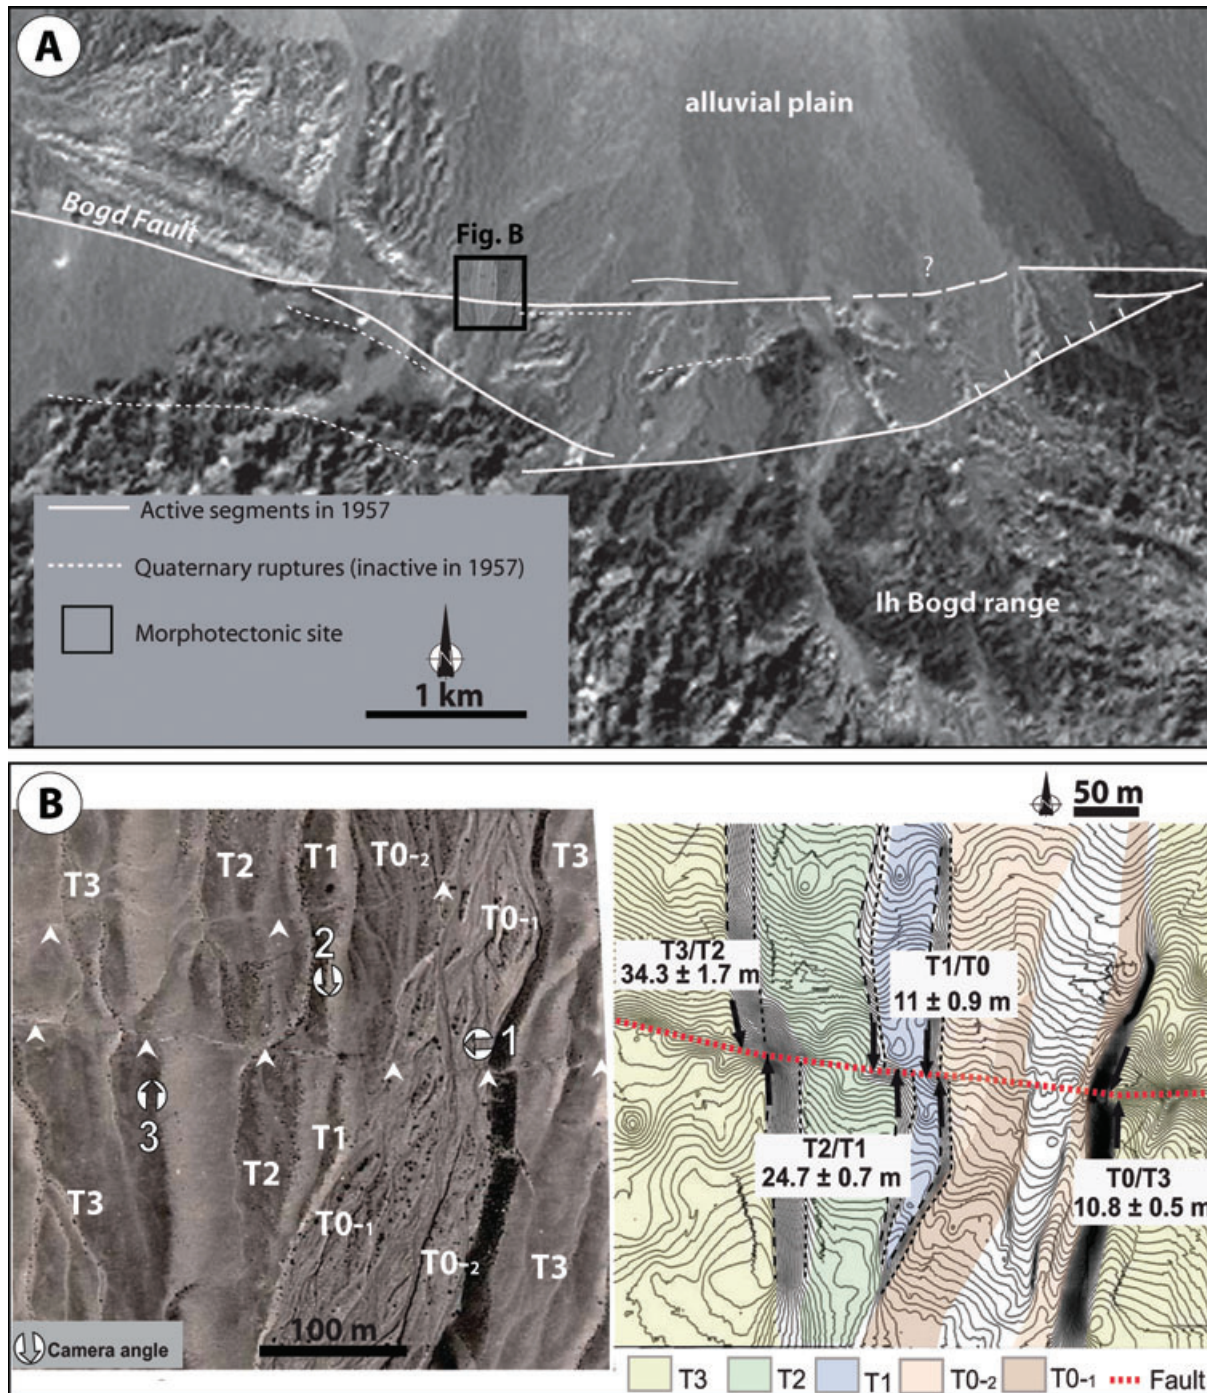 A
alluvial plain
Bogd Fault
Fig. B
?
Active segments in 1957
Quaternary ruptures (inactive in 1957)
Morphotectonic site
N
1 km
Ih Bogd range
B
50 m
T3
T2
T1
T0-2
T3
T0-1
2
1
3
T1
T2
T3
T0-1
T0-2
T3
100 m
Camera angle
T3/T2
34.3 ± 1.7 m
T1/T0
11 ± 0.9 m
T2/T1
24.7 ± 0.7 m
T0/T3
10.8 ± 0.5 m
T3
T2
T1
T0-2
T0-1
Fault